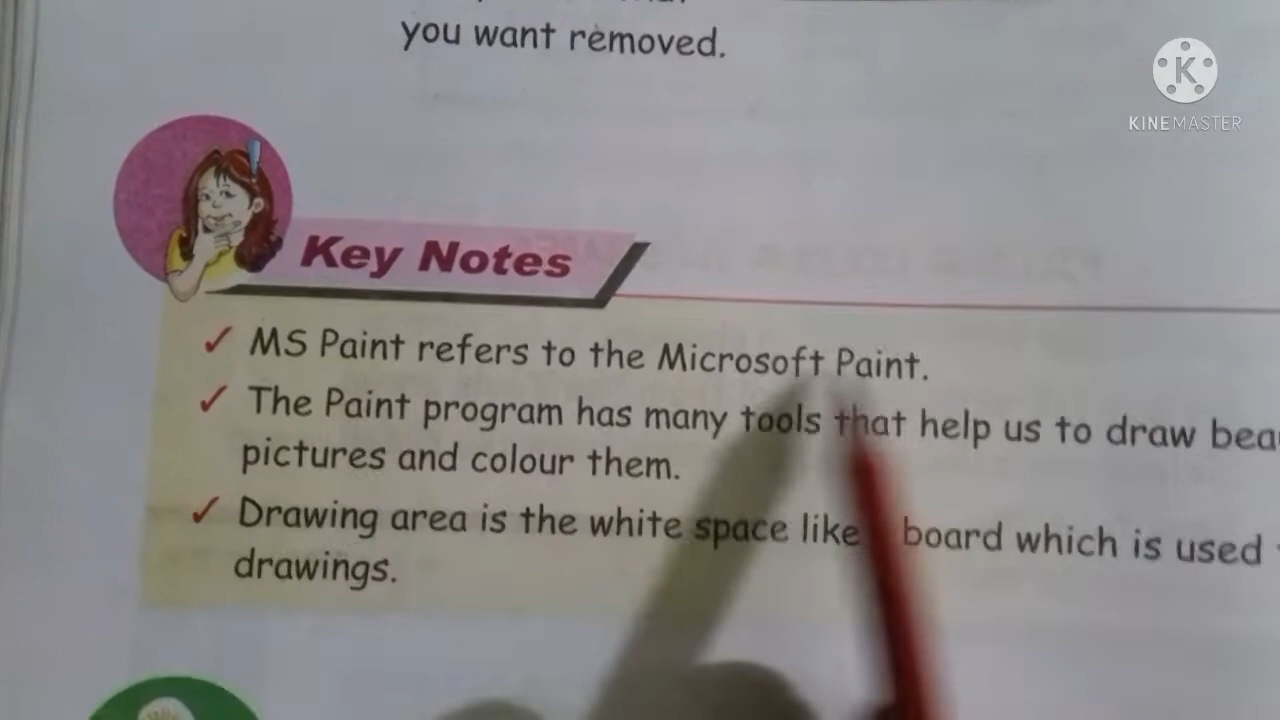 you want removed.
KINEMASTER
Key Notes
✓ MS Paint refers to the Microsoft Paint.
✓ The Paint program has many tools that help us to draw
pictures and colour them.
✓ Drawing area is the white space like board which is used
drawings.